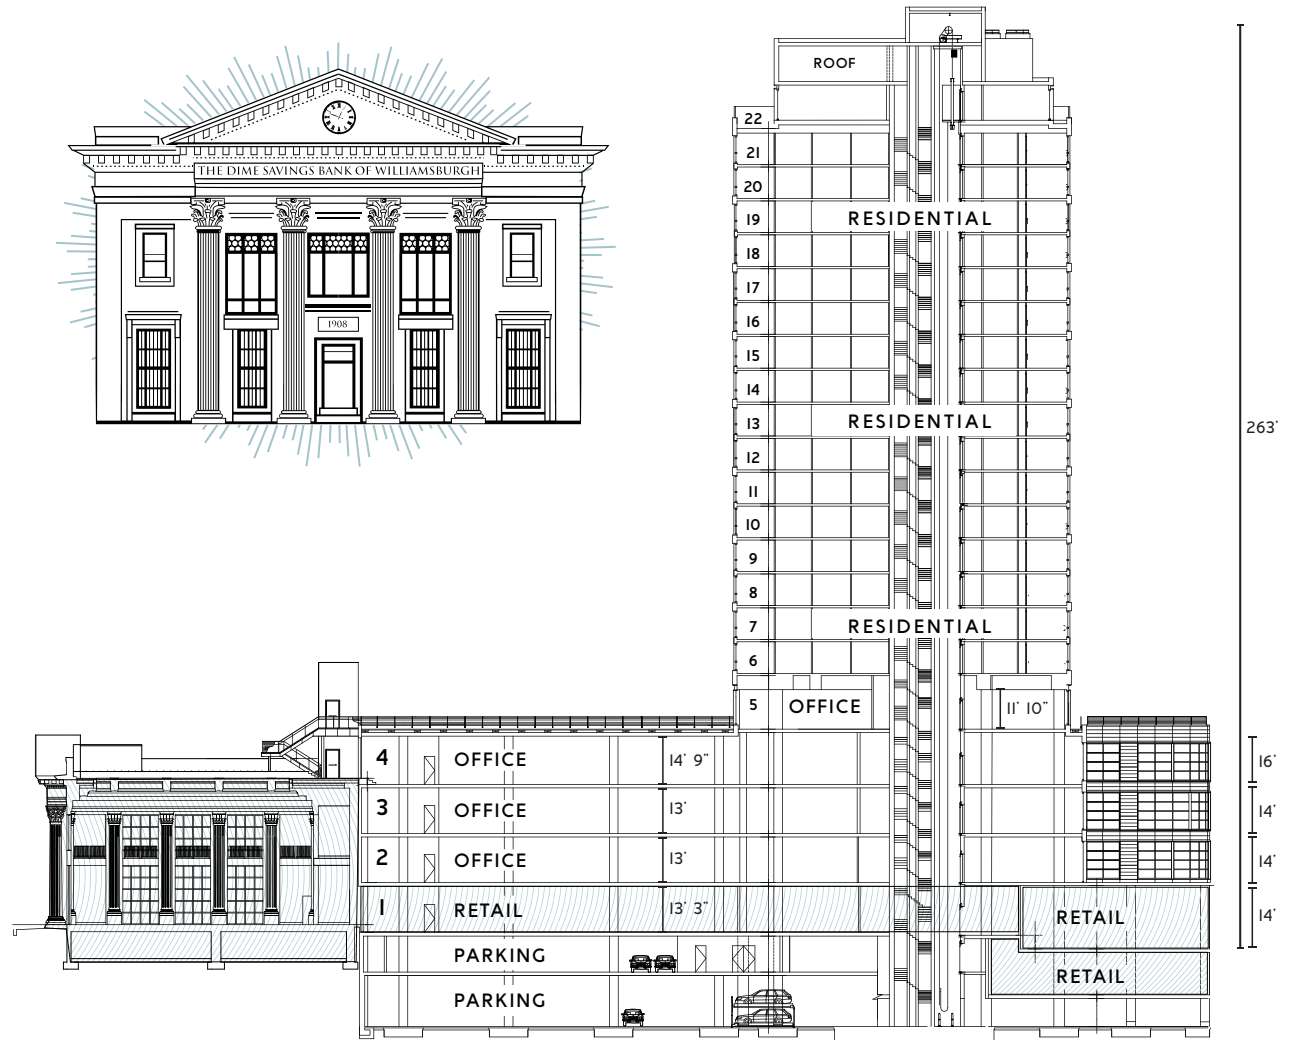 THE DIME SAVINGS BANK OF WILLIAMSBURGH
1908
ROOF
22
21
20
19 RESIDENTIAL
18
17
16
15
14
13 RESIDENTIAL
12
11
10
9
8
7 RESIDENTIAL
6
5 OFFICE 11' 10"
4 OFFICE 14' 9"
3 OFFICE 13'
2 OFFICE 13'
1 RETAIL 13' 3"
RETAIL
PARKING
RETAIL
PARKING
263'
16'
14'
14'
14'